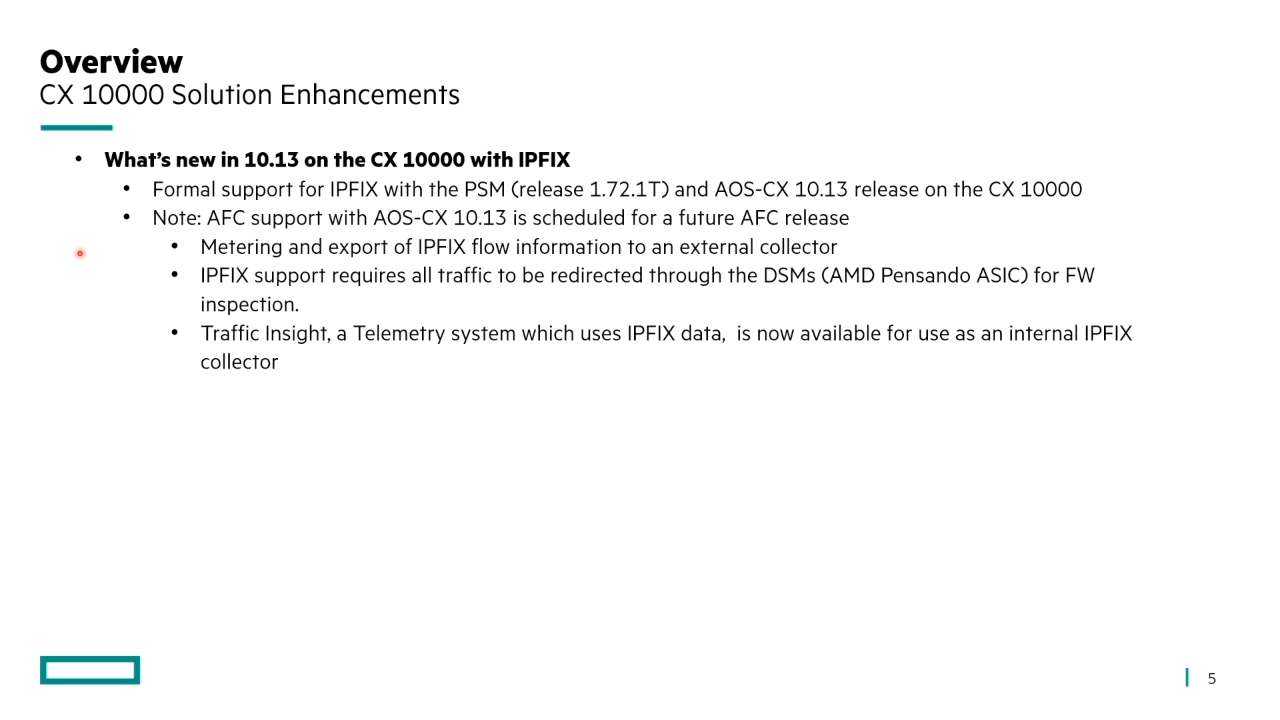 Overview
CX 10000 Solution Enhancements
• What's new in 10.13 on the CX 10000 with IPFIX
• Formal support for IPFIX with the PSM (release 1.72.1T) and AOS-CX 10.13 release on the CX 10000
• Note: AFC support with AOS-CX 10.13 is scheduled for a future AFC release
• Metering and export of IPFIX flow information to an external collector
• IPFIX support requires all traffic to be redirected through the DSMs (AMD Pensando ASIC) for FW
inspection.
• Traffic Insight, a Telemetry system which uses IPFIX data,  is now available for use as an internal IPFIX
collector
5